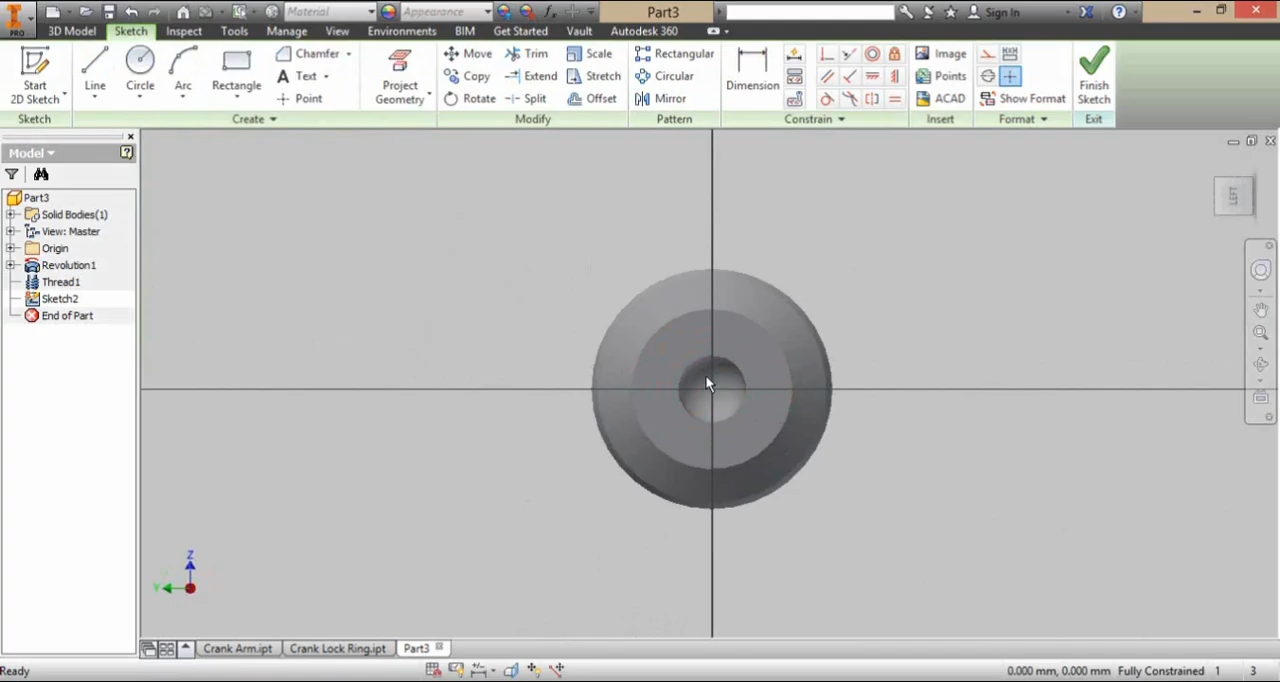 Material
Appearance
Part3
Sign In
PRO
3D Model
Sketch
Inspect
Tools
Manage
View
Environments
BIM
Get Started
Vault
Autodesk 360
Start
2D Sketch
Line
Circle
Arc
Rectangle
Chamfer
Text
Point
Project
Geometry
Move
Copy
Rotate
Trim
Extend
Split
Scale
Stretch
Offset
Rectangular
Circular
Mirror
Dimension
Image
Points
ACAD
Show Format
Finish
Sketch
Sketch
Create
Modify
Pattern
Constrain
Insert
Format
Exit
Model
Part3
Solid Bodies(1)
View: Master
Origin
Revolution1
Thread1
Sketch2
End of Part
LEFT
Z
Y
Crank Arm.ipt
Crank Lock Ring.ipt
Part3
Ready
0.000 mm, 0.000 mm
Fully Constrained
1
3